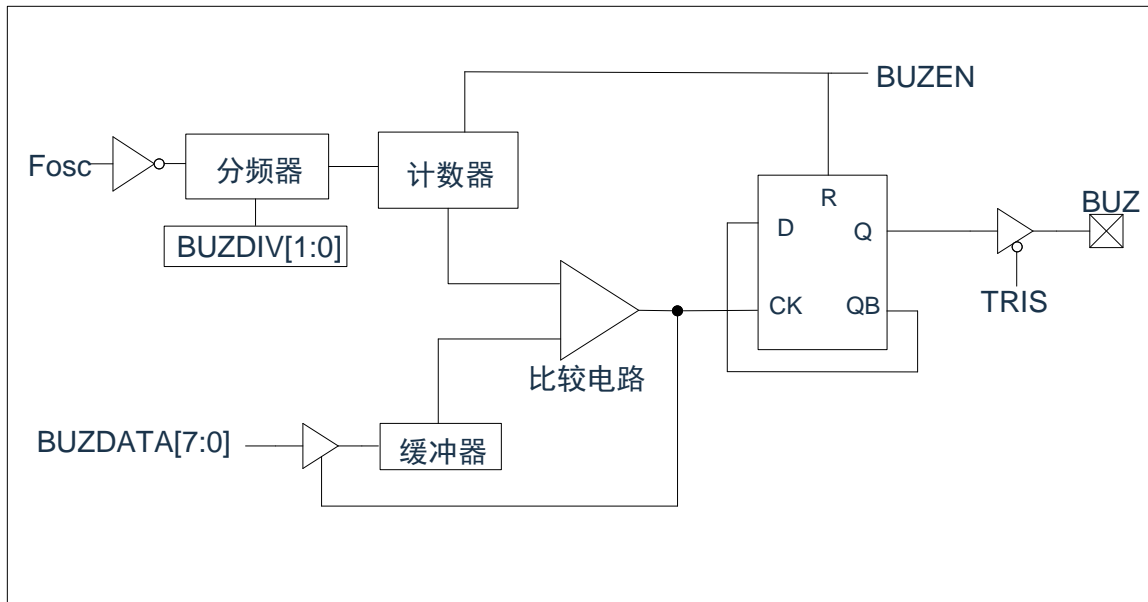 BUZEN
Fosc
分频器
计数器
BUZDIV[1:0]
R
D
Q
CK
QB
BUZ
TRIS
比较电路
BUZDATA[7:0]
缓冲器